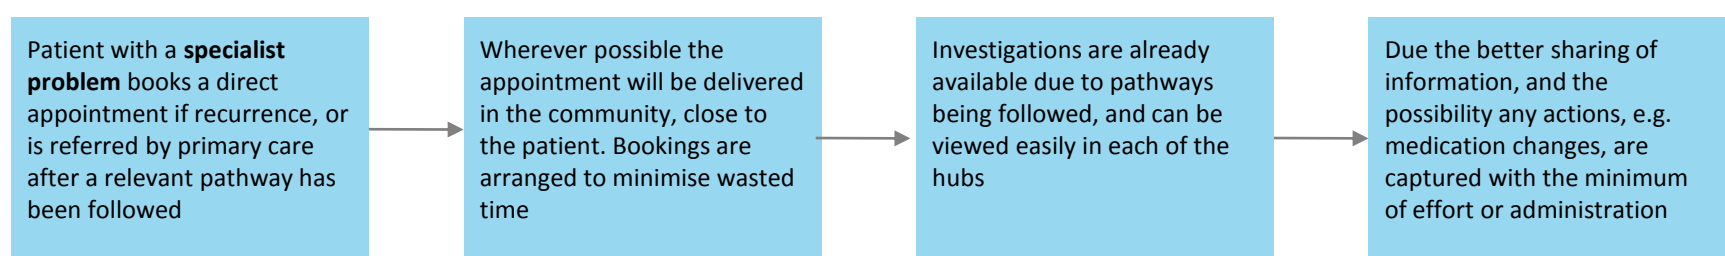 Patient with a specialist
problem books a direct
appointment if recurrence, or
is referred by primary care
after a relevant pathway has
been followed
Wherever possible the
appointment will be delivered
in the community, close to
the patient. Bookings are
arranged to minimise wasted
time
Investigations are already
available due to pathways
being followed, and can be
viewed easily in each of the
hubs
Due the better sharing of
information, and the
possibility any actions, e.g.
medication changes, are
captured with the minimum
of effort or administration